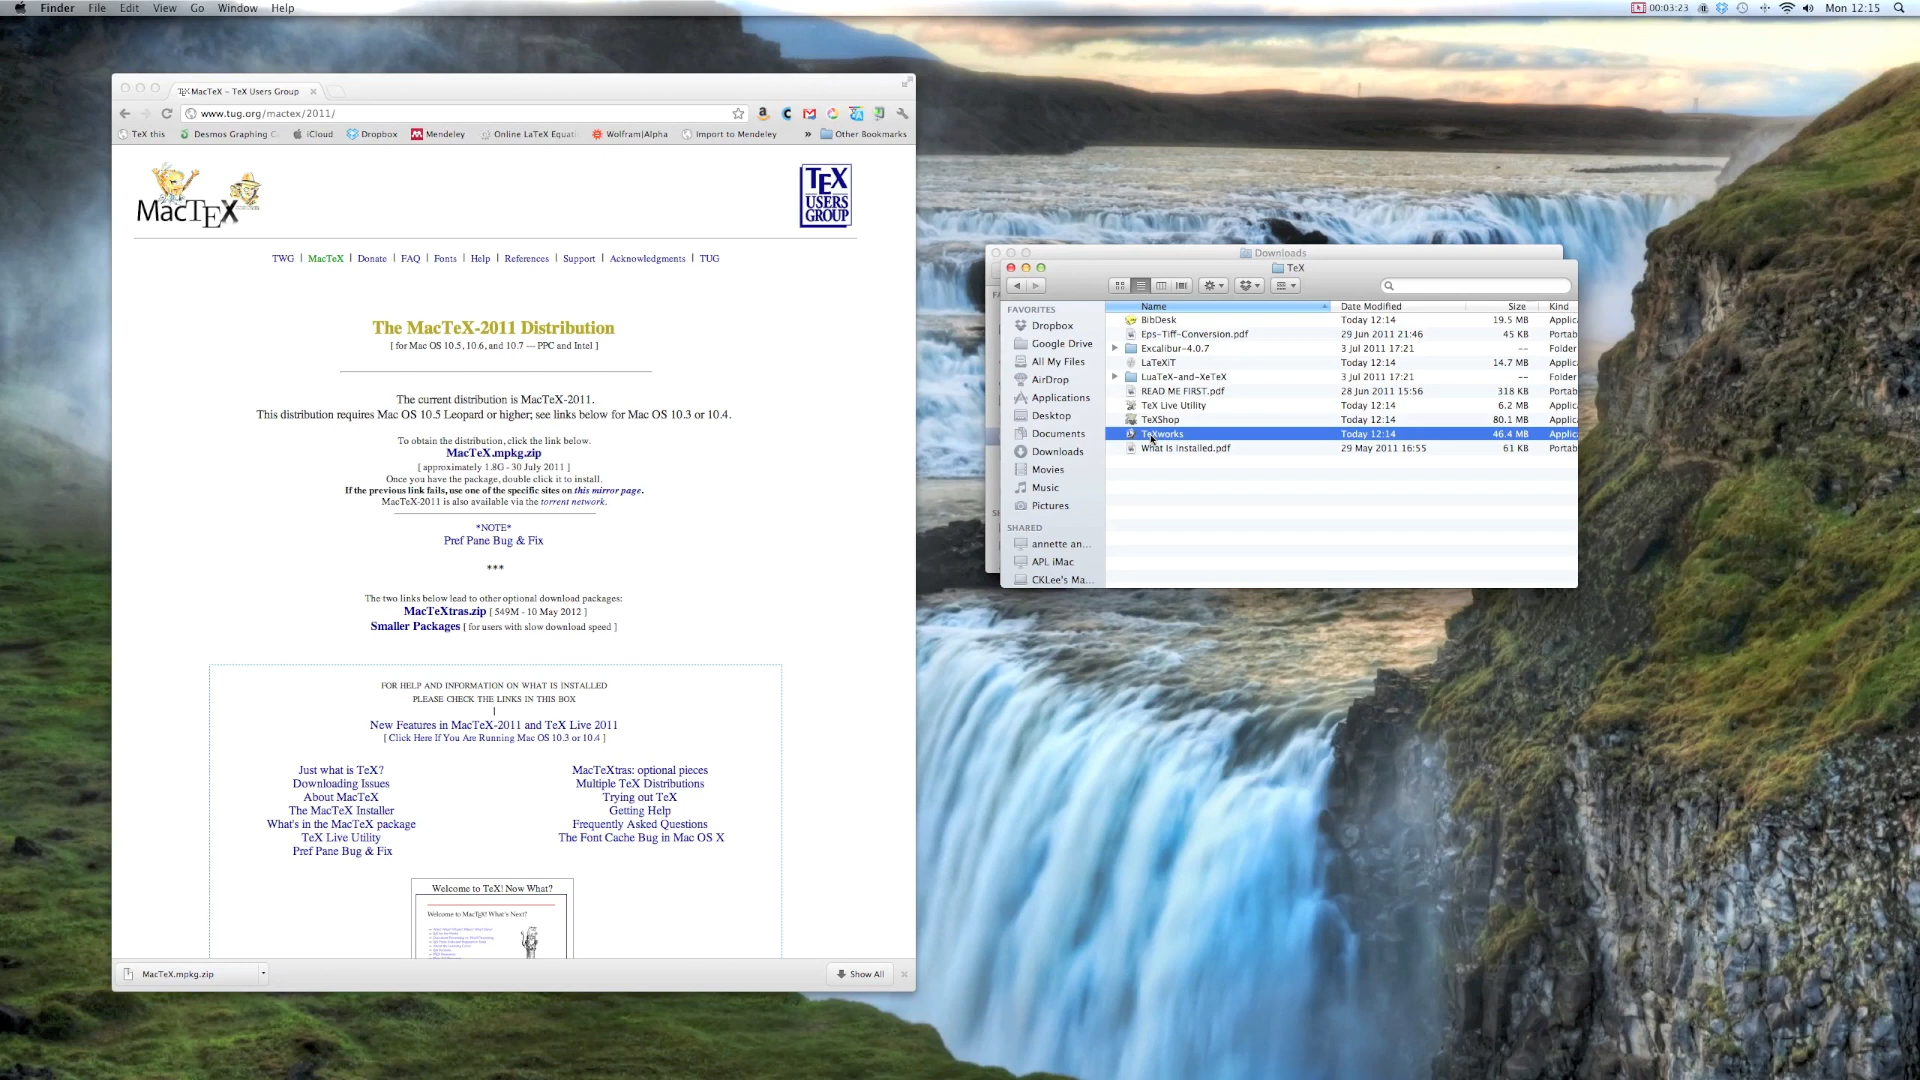 Finder File Edit View Go Window Help
00:03:23 Mon 12:15
MacTeX - TeX Users Group
www.tug.org/mactex/2011/
TeX this Desmos Graphing C iCloud Dropbox Mendeley Online LaTeX Equati Wolfram|Alpha Import to Mendeley » Other Bookmarks
MacTEX
TEX
USERS
GROUP
TWG | MacTeX | Donate | FAQ | Fonts | Help | References | Support | Acknowledgments | TUG
The MacTeX-2011 Distribution
[ for Mac OS 10.5, 10.6, and 10.7 — PPC and Intel ]
The current distribution is MacTeX-2011.
This distribution requires Mac OS 10.5 Leopard or higher; see links below for Mac OS 10.3 or 10.4.
To obtain the distribution, click the link below.
MacTeX.mpkg.zip
[ approximately 1.8G - 30 July 2011 ]
Once you have the package, double click it to install.
If the previous link fails, use one of the specific sites on this mirror page.
MacTeX-2011 is also available via the torrent network.
*NOTE*
Pref Pane Bug & Fix
***
The two links below lead to other optional download packages:
MacTeXtras.zip [ 549M - 10 May 2012 ]
Smaller Packages [ for users with slow download speed ]
FOR HELP AND INFORMATION ON WHAT IS INSTALLED
PLEASE CHECK THE LINKS IN THIS BOX
|
New Features in MacTeX-2011 and TeX Live 2011
[ Click Here If You Are Running Mac OS 10.3 or 10.4 ]
Just what is TeX?
Downloading Issues
About MacTeX
The MacTeX Installer
What's in the MacTeX package
TeX Live Utility
Pref Pane Bug & Fix
MacTeXtras: optional pieces
Multiple TeX Distributions
Trying out TeX
Getting Help
Frequently Asked Questions
The Font Cache Bug in Mac OS X
Welcome to TeX! Now What?
Welcome to MacTeX! What's Next?
MacTeX.mpkg.zip
Show All
Downloads
TeX
FAVORITES
Dropbox
Google Drive
All My Files
AirDrop
Applications
Desktop
Documents
Downloads
Movies
Music
Pictures
SHARED
annette an...
APL iMac
CKLee's Ma...
Name Date Modified Size Kind
BibDesk Today 12:14 19.5 MB Applic
Eps-Tiff-Conversion.pdf 29 Jun 2011 21:46 45 KB Portab
Excalibur-4.0.7 3 Jul 2011 17:21 -- Folder
LaTeXiT Today 12:14 14.7 MB Applic
LuaTeX-and-XeTeX 3 Jul 2011 17:21 -- Folder
READ ME FIRST.pdf 28 Jun 2011 15:56 318 KB Portab
TeX Live Utility Today 12:14 6.2 MB Applic
TeXShop Today 12:14 80.1 MB Applic
TeXworks Today 12:14 46.4 MB Applic
What is Installed.pdf 29 May 2011 16:55 61 KB Portab